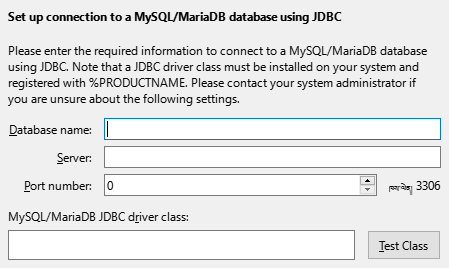 Set up connection to a MySQL/MariaDB database using JDBC
Please enter the required information to connect to a MySQL/MariaDB database
using JDBC. Note that a JDBC driver class must be installed on your system and
registered with %PRODUCTNAME. Please contact your system administrator if
you are unsure about the following settings.
Database name:
Server:
Port number: 0 3306
MySQL/MariaDB JDBC driver class:
Test Class